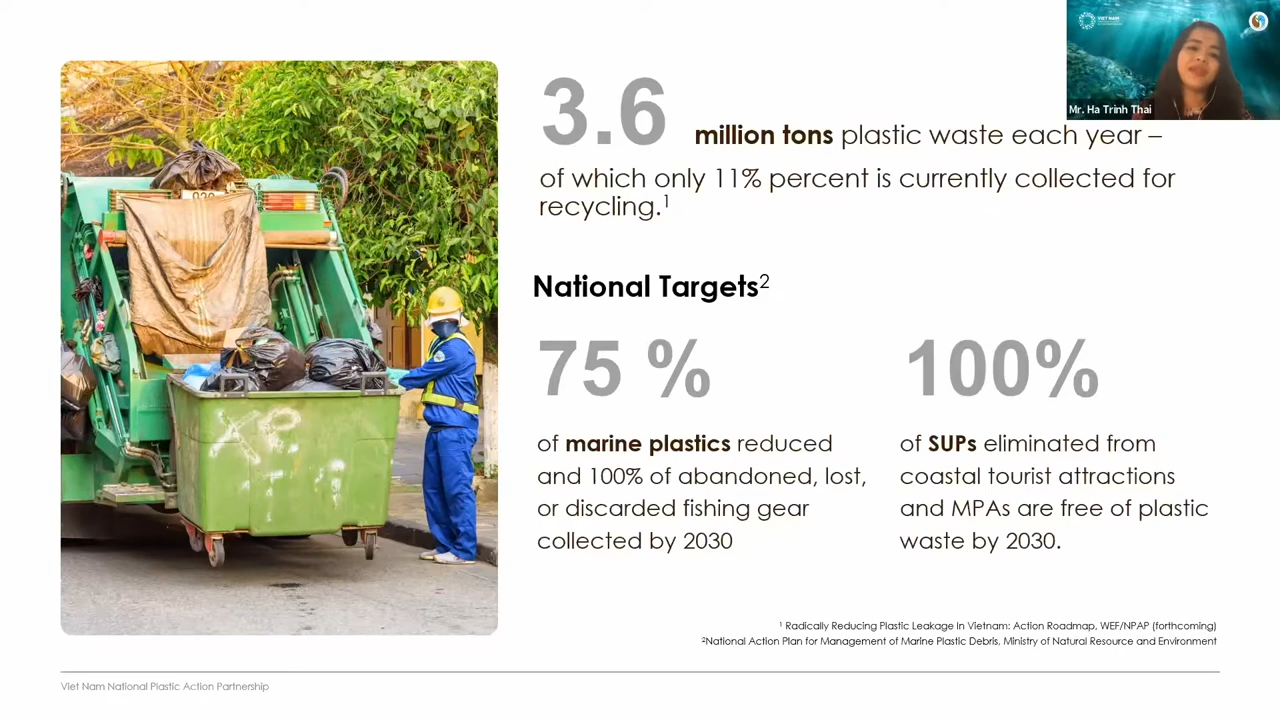 VIET NAM
Mr. Ha Trinh Thai
3.6
million tons plastic waste each year –
of which only 11% percent is currently collected for
recycling.1
National Targets2
75 %
of marine plastics reduced
and 100% of abandoned, lost,
or discarded fishing gear
collected by 2030
100%
of SUPs eliminated from
coastal tourist attractions
and MPAs are free of plastic
waste by 2030.
1 Radically Reducing Plastic Leakage in Vietnam: Action Roadmap, WEF/NPAP (forthcoming)
2National Action Plan for Management of Marine Plastic Debris, Ministry of Natural Resource and Environment
Viet Nam National Plastic Action Partnership